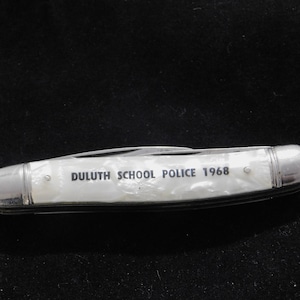 DULUTH SCHOOL POLICE 1968